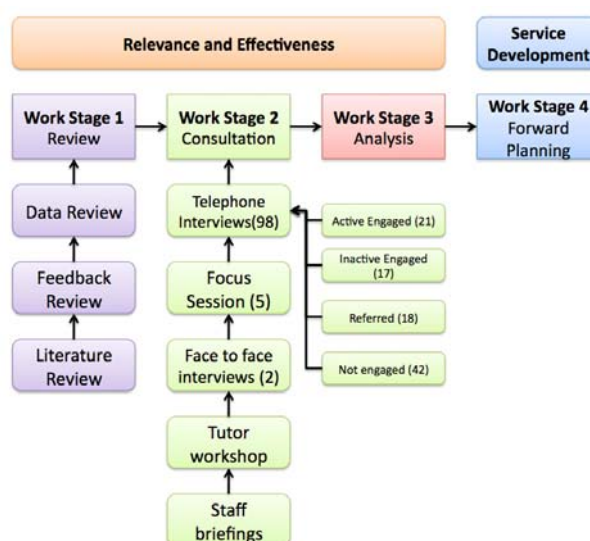 Relevance and Effectiveness
Service
Development
Work Stage 1
Review
Work Stage 2
Consultation
Work Stage 3
Analysis
Work Stage 4
Forward
Planning
Data Review
Feedback
Review
Literature
Review
Telephone
Interviews(98)
Focus
Session (5)
Face to face
interviews (2)
Tutor
workshop
Staff
briefings
Active Engaged (21)
Inactive Engaged
(17)
Referred (18)
Not engaged (42)